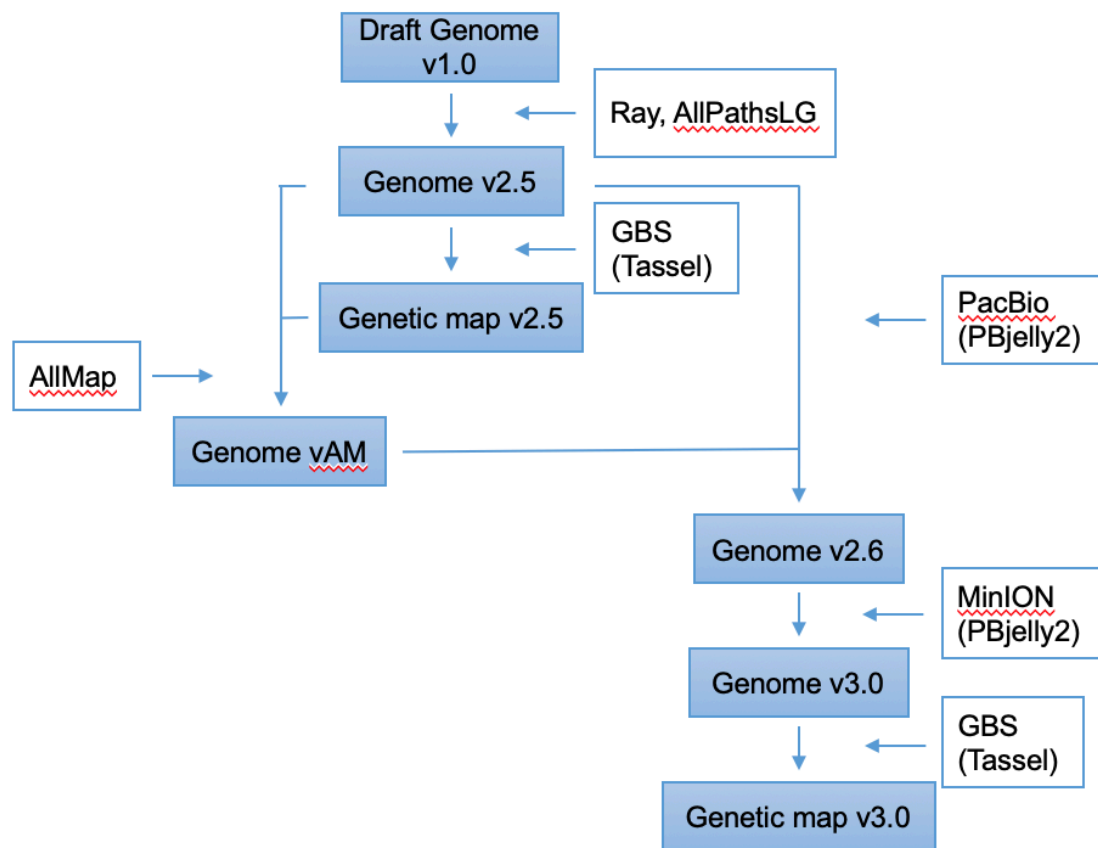 Draft Genome
v1.0
Ray, AllPathsLG
Genome v2.5
GBS
(Tassel)
Genetic map v2.5
PacBio
(PBjelly2)
AllMap
Genome vAM
Genome v2.6
MinION
(PBjelly2)
Genome v3.0
GBS
(Tassel)
Genetic map v3.0